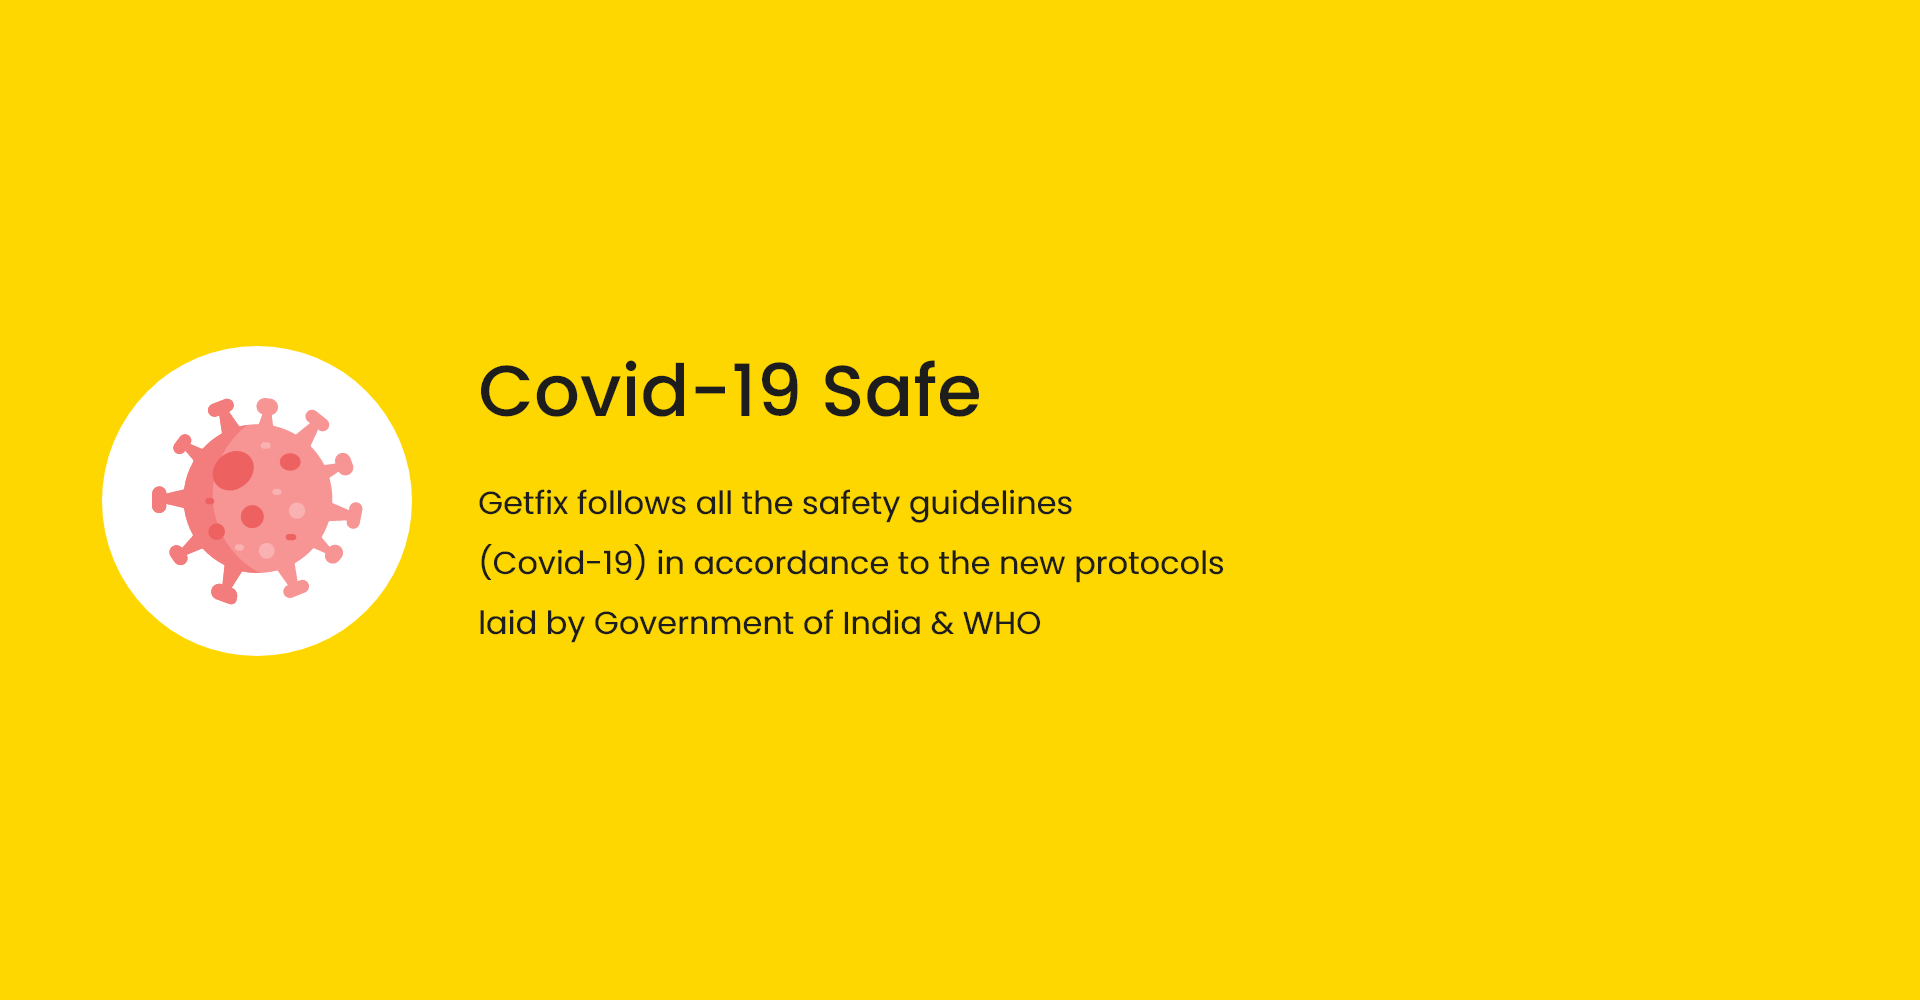 Covid-19 Safe
Getfix follows all the safety guidelines
(Covid-19) in accordance to the new protocols
laid by Government of India & WHO